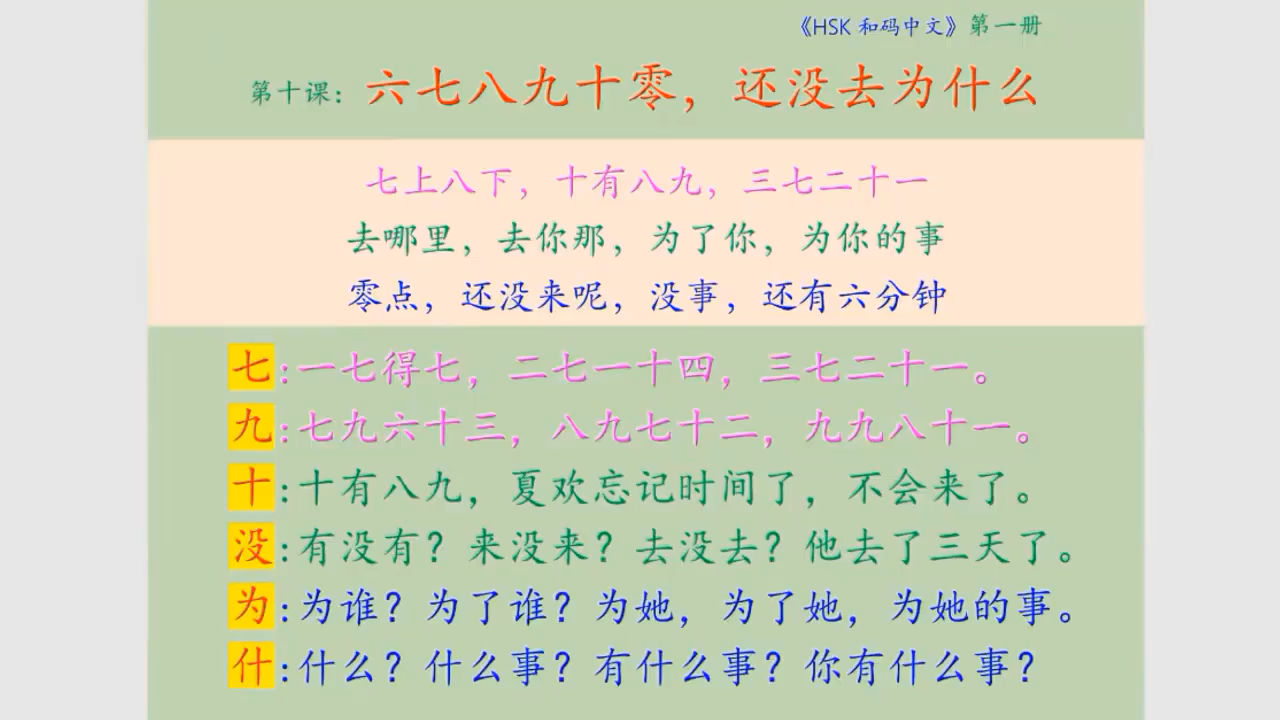 《HSK 和码中文》第一册
第十课：六七八九十零，还没去为什么
七上八下，十有八九，三七二十一
去哪里，去你那，为了你，为你的事
零点，还没来呢，没事，还有六分钟
七：一七得七，二七一十四，三七二十一。
九：七九六十三，八九七十二，九九八十一。
十：十有八九，夏欢忘记时间了，不会来了。
没：有没有？来没来？去没去？他去了三天了。
为：为谁？为了谁？为她，为了她，为她的事。
什：什么？什么事？有什么事？你有什么事？